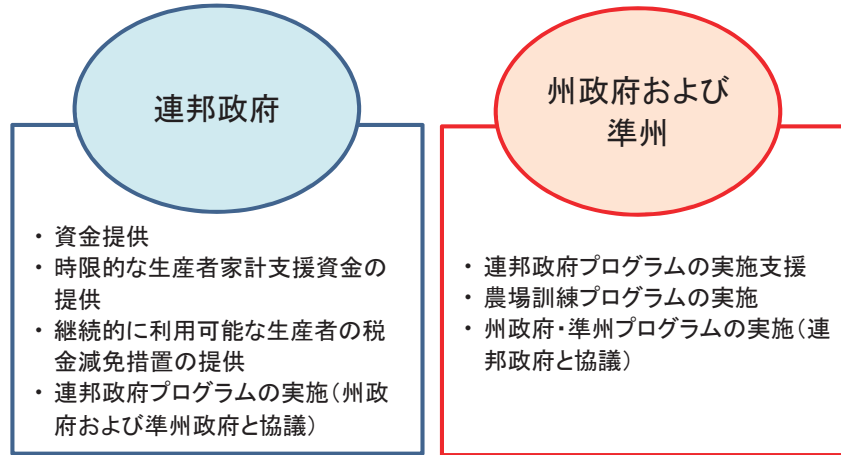 連邦政府
・ 資金提供
・ 時限的な生産者家計支援資金の
提供
・ 継続的に利用可能な生産者の税
金減免措置の提供
・ 連邦政府プログラムの実施（州政
府および準州政府と協議）
州政府および
準州
・ 連邦政府プログラムの実施支援
・ 農場訓練プログラムの実施
・ 州政府・準州プログラムの実施（連
邦政府と協議）